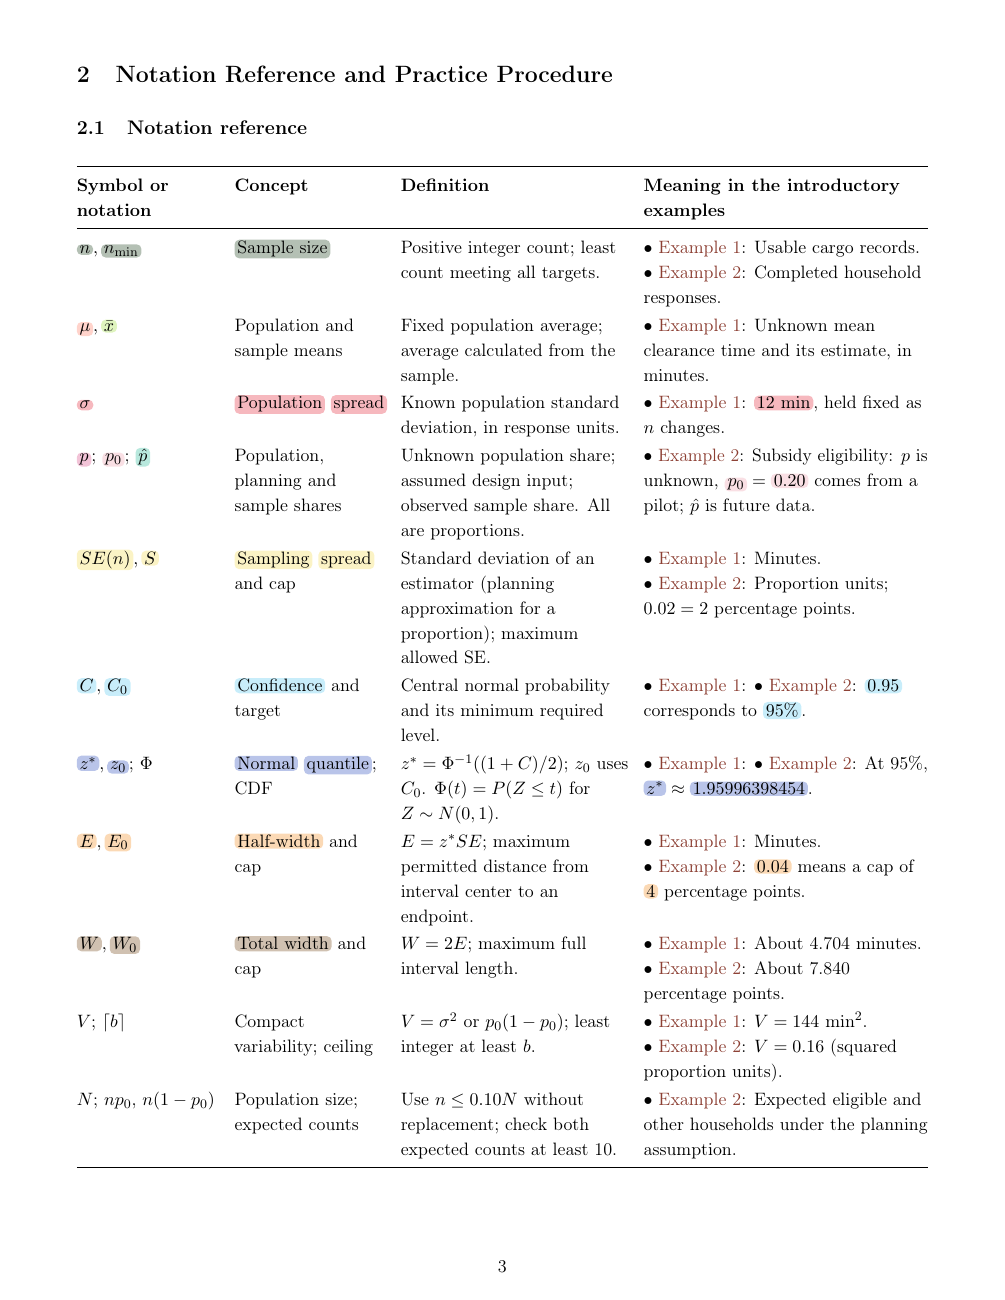 2 Notation Reference and Practice Procedure
2.1 Notation reference
Symbol or notation
Concept
Definition
Meaning in the introductory examples
n, n_min
Sample size
Positive integer count; least
count meeting all targets.
• Example 1: Usable cargo records.
• Example 2: Completed household
responses.
μ, x̄
Population and
sample means
Fixed population average;
average calculated from the
sample.
• Example 1: Unknown mean
clearance time and its estimate, in
minutes.
σ
Population spread
Known population standard
deviation, in response units.
• Example 1: 12 min, held fixed as
n changes.
p; p₀; p̂
Population,
planning and
sample shares
Unknown population share;
assumed design input;
observed sample share. All
are proportions.
• Example 2: Subsidy eligibility: p is
unknown, p₀ = 0.20 comes from a
pilot; p̂ is future data.
SE(n), S
Sampling spread
and cap
Standard deviation of an
estimator (planning
approximation for a
proportion); maximum
allowed SE.
• Example 1: Minutes.
• Example 2: Proportion units;
0.02 = 2 percentage points.
C, C₀
Confidence and
target
Central normal probability
and its minimum required
level.
• Example 1: • Example 2: 0.95
corresponds to 95%.
z*, z₀; Φ
Normal quantile;
CDF
z* = Φ⁻¹((1 + C)/2); z₀ uses
C₀. Φ(t) = P(Z ≤ t) for
Z ∼ N(0, 1).
• Example 1: • Example 2: At 95%,
z* ≈ 1.95996398454.
E, E₀
Half-width and
cap
E = z*SE; maximum
permitted distance from
interval center to an
endpoint.
• Example 1: Minutes.
• Example 2: 0.04 means a cap of
4 percentage points.
W, W₀
Total width and
cap
W = 2E; maximum full
interval length.
• Example 1: About 4.704 minutes.
• Example 2: About 7.840
percentage points.
V; ⌈b⌉
Compact
variability; ceiling
V = σ² or p₀(1 − p₀); least
integer at least b.
• Example 1: V = 144 min².
• Example 2: V = 0.16 (squared
proportion units).
N; np₀, n(1 − p₀)
Population size;
expected counts
Use n ≤ 0.10N without
replacement; check both
expected counts at least 10.
• Example 2: Expected eligible and
other households under the planning
assumption.
3